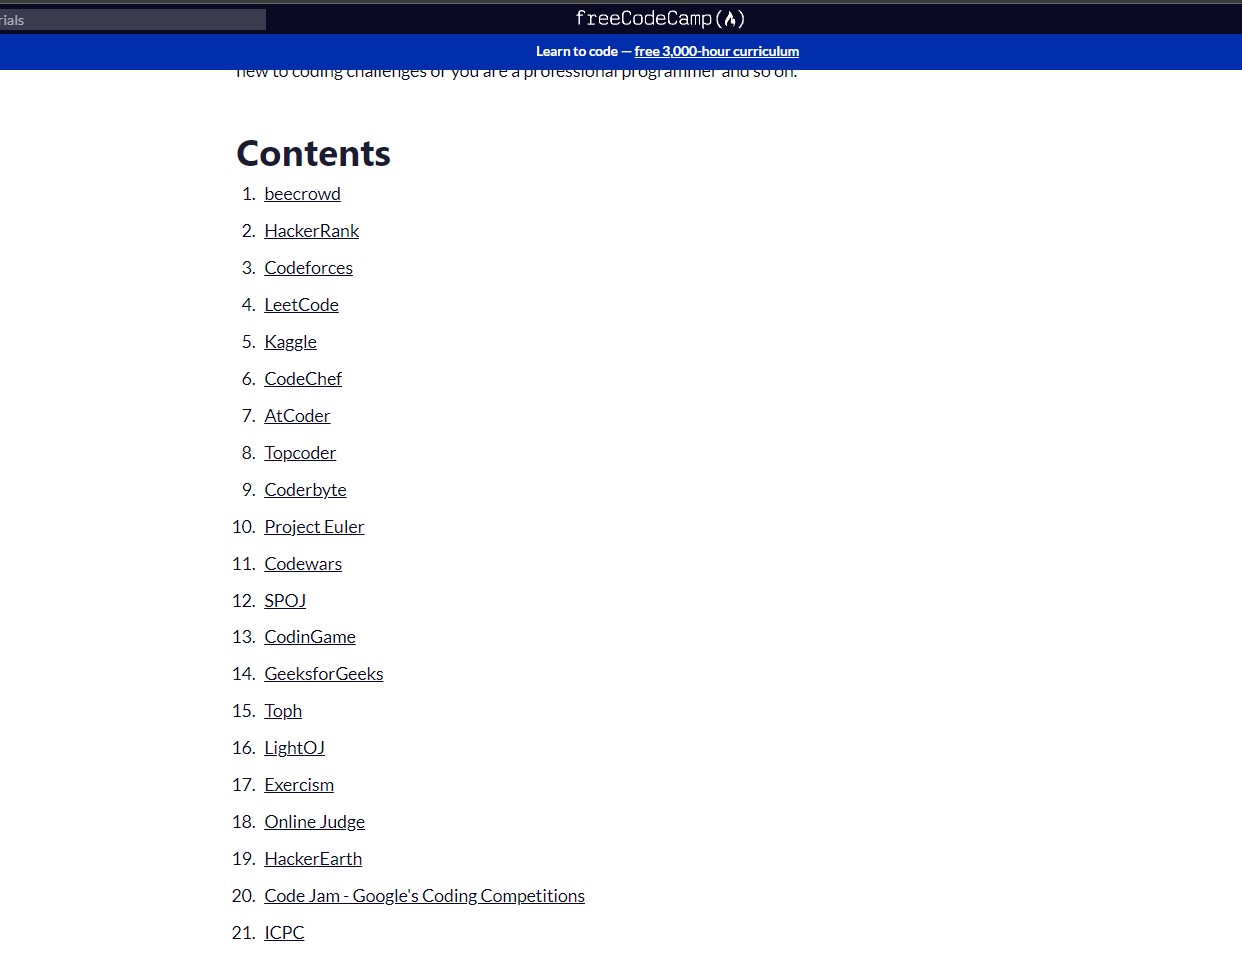 rials
freeCodeCamp(🔥)
Learn to code — free 3,000-hour curriculum
new to coding challenges or you are a professional programmer and so on.
Contents
1. beecrowd
2. HackerRank
3. Codeforces
4. LeetCode
5. Kaggle
6. CodeChef
7. AtCoder
8. Topcoder
9. Coderbyte
10. Project Euler
11. Codewars
12. SPOJ
13. CodinGame
14. GeeksforGeeks
15. Toph
16. LightOJ
17. Exercism
18. Online Judge
19. HackerEarth
20. Code Jam - Google's Coding Competitions
21. ICPC